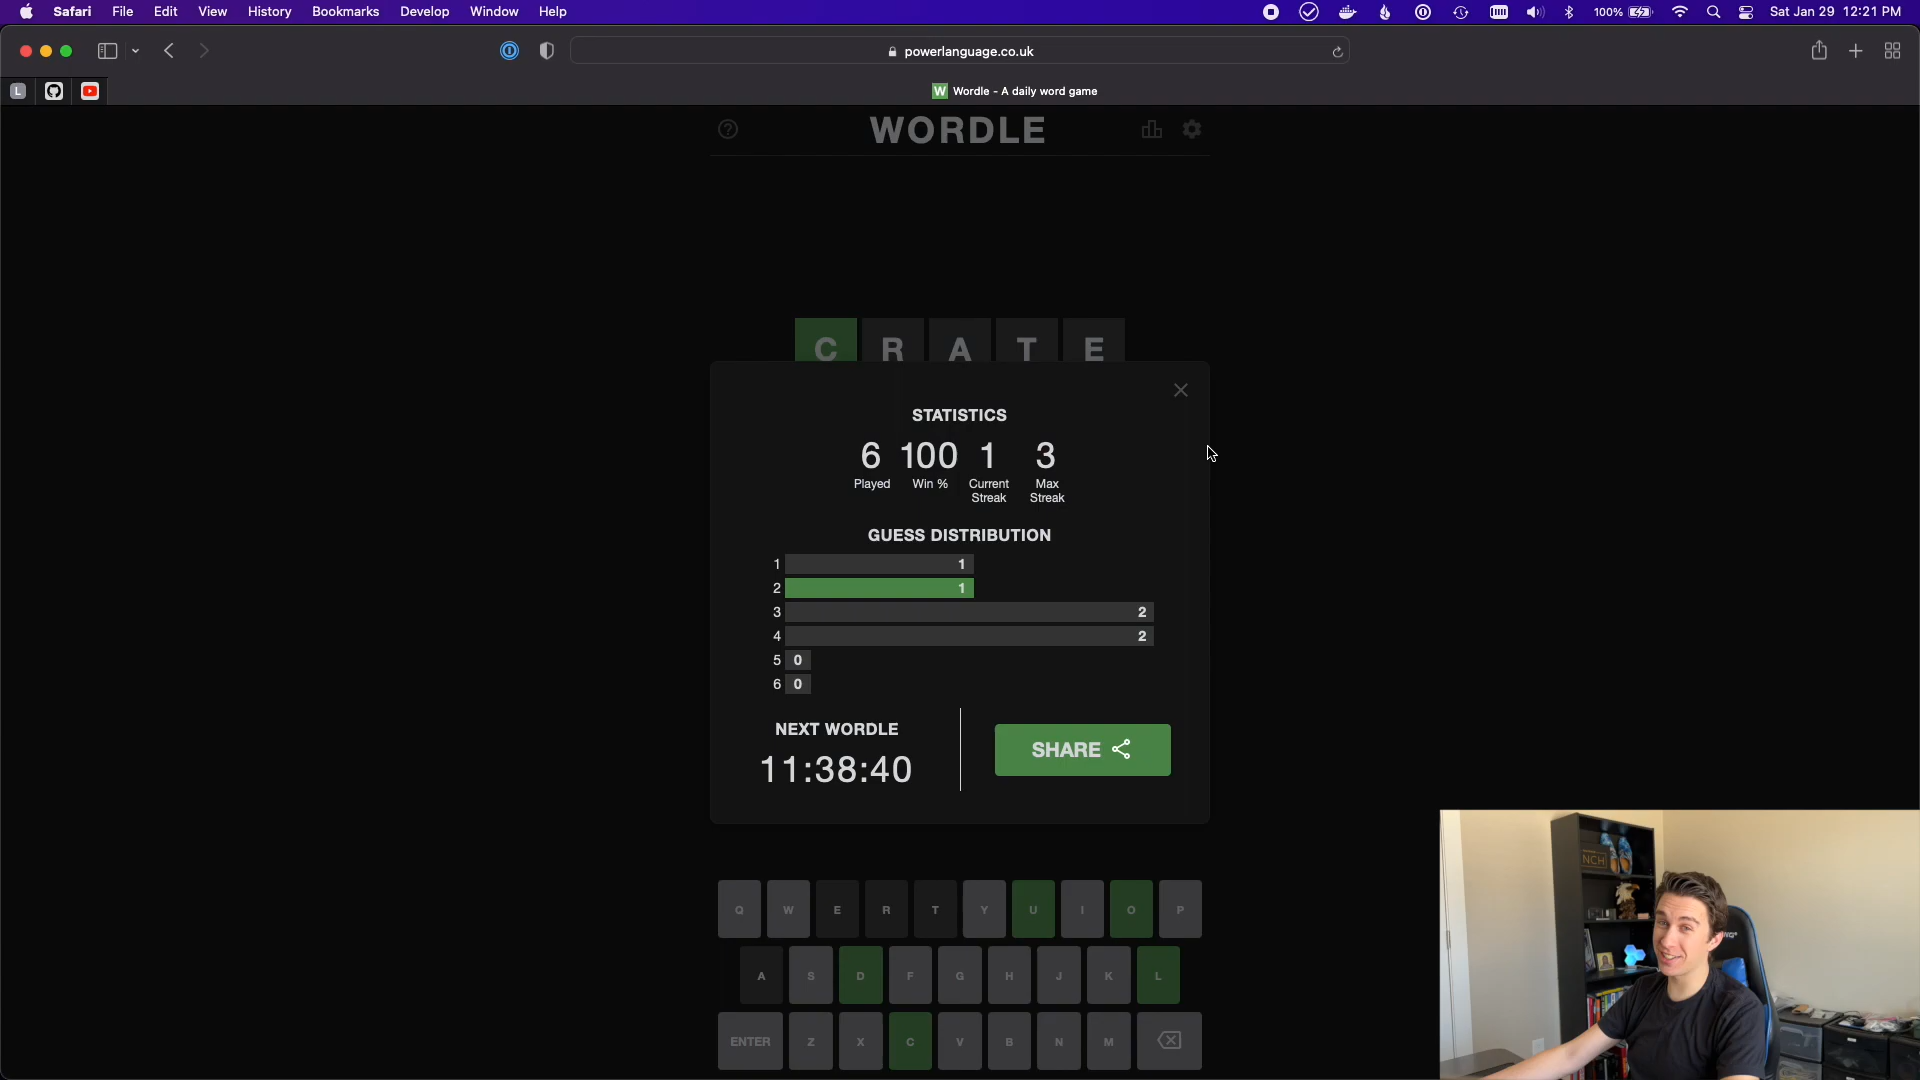 Safari File Edit View History Bookmarks Develop Window Help 100% Sat Jan 29 12:21 PM
powerlanguage.co.uk
L W Wordle - A daily word game
WORDLE
C R A T E
STATISTICS
6 100 1 3
Played Win % Current Streak Max Streak
GUESS DISTRIBUTION
1 1
2 1
3 2
4 2
5 0
6 0
NEXT WORDLE
11:38:40
SHARE
Q W E R T Y U I O P
A S D F G H J K L
ENTER Z X C V B N M
NCH